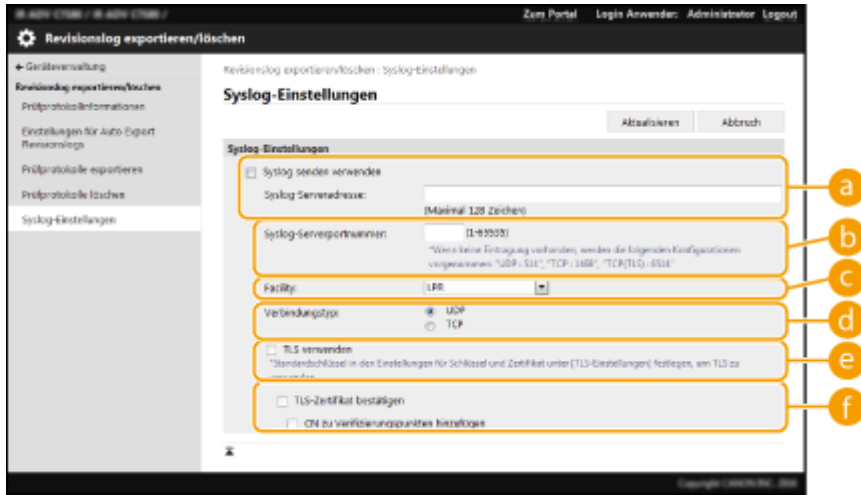 Zum Portal Login Anwender: Administrator Logout
Revisionslog exportieren/löschen
Geräteverwaltung
Revisionslog exportieren/löschen : Syslog-Einstellungen
Revisionslog exportieren/löschen
Prüfprotokollinformationen
Einstellungen für Auto Export
Revisionslogs
Prüfprotokolle exportieren
Prüfprotokolle löschen
Syslog-Einstellungen
Syslog-Einstellungen
Aktualisieren Abbruch
Syslog-Einstellungen
Syslog senden verwenden
Syslog-Serveradresse:
(Maximal 128 Zeichen)
a
Syslog-Serverportnummer: (1-65535)
*Wenn keine Eintragung vorhanden, werden die folgenden Konfigurationen
vorgenommen. "UDP : 514", "TCP : 1468", "TCP(TLS) : 6514"
b
Facility: LPR
c
Verbindungstyp: UDP
TCP
d
TLS verwenden
*Standardschlüssel in den Einstellungen für Schlüssel und Zertifikat unter [TLS-Einstellungen] festlegen, um TLS zu
e
TLS-Zertifikat bestätigen
CN zu Verifizierungspunkten hinzufügen
f
Copyright CANON INC.